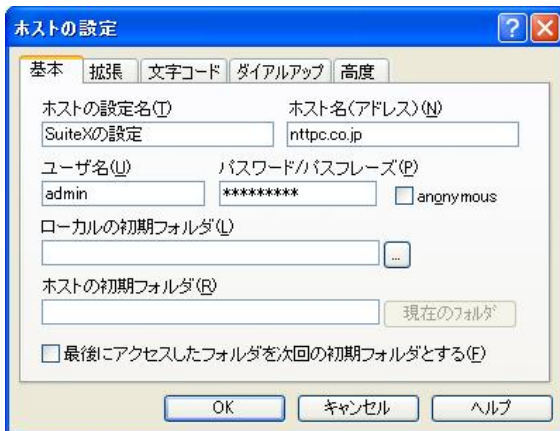 ホストの設定
基本 拡張 文字コード ダイアルアップ 高度
ホストの設定名(T) ホスト名(アドレス)(N)
SuiteXの設定 nttpc.co.jp
ユーザ名(U) パスワード/パスフレーズ(P)
admin ********* anonymous
ローカルの初期フォルダ(L)
...
ホストの初期フォルダ(R)
現在のフォルダ
最後にアクセスしたフォルダを次回の初期フォルダとする(F)
OK キャンセル ヘルプ